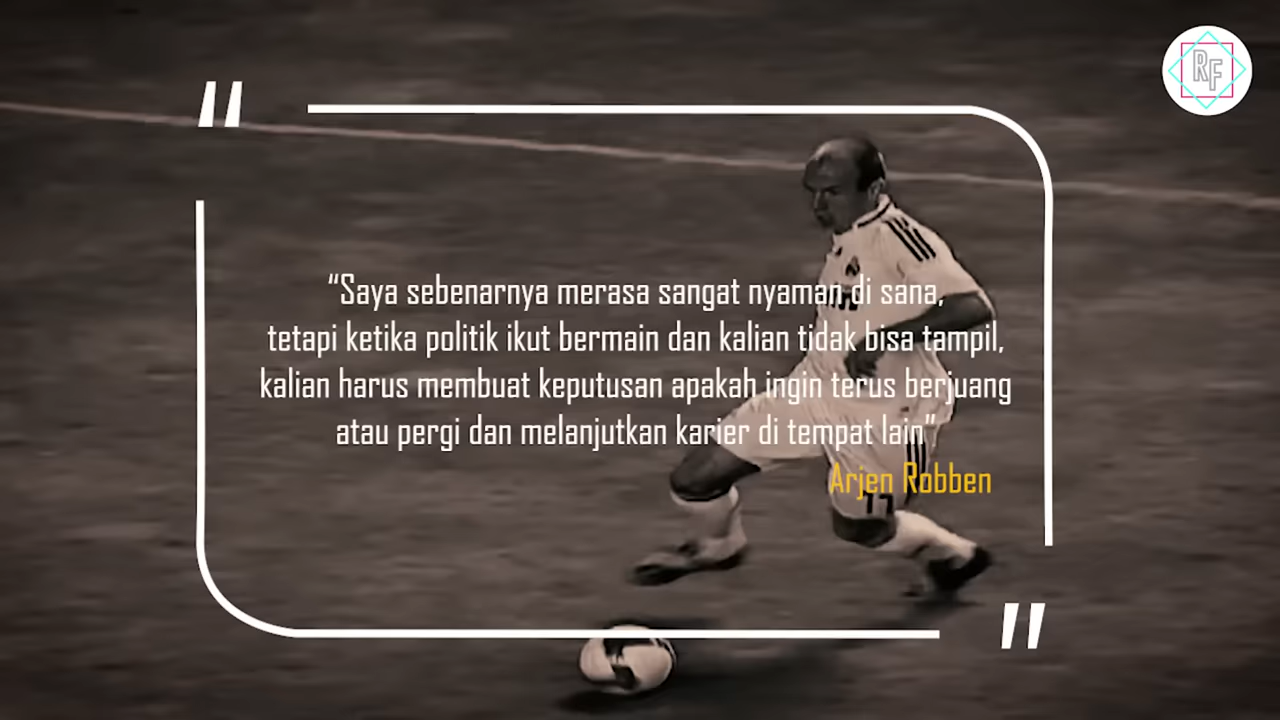 RF
“Saya sebenarnya merasa sangat nyaman di sana,
tetapi ketika politik ikut bermain dan kalian tidak bisa tampil,
kalian harus membuat keputusan apakah ingin terus berjuang
atau pergi dan melanjutkan karier di tempat lain”
Arjen Robben
11